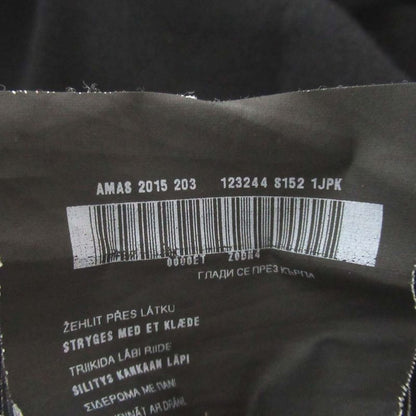 AMAS 2015 203 123244 S152 1JPK
ГЛАДИ СЕ ПРЕЗ КЪРПА
ŽEHLIT PŘES LÁTKU
STRYGES MED ET KLÆDE
TRIIKIDA LÄBI RIIDE
SILITYS KANKAAN LÄPI
ΣΙΔΕΡΩΜΑ ΜΕ ΠΑΝΙ